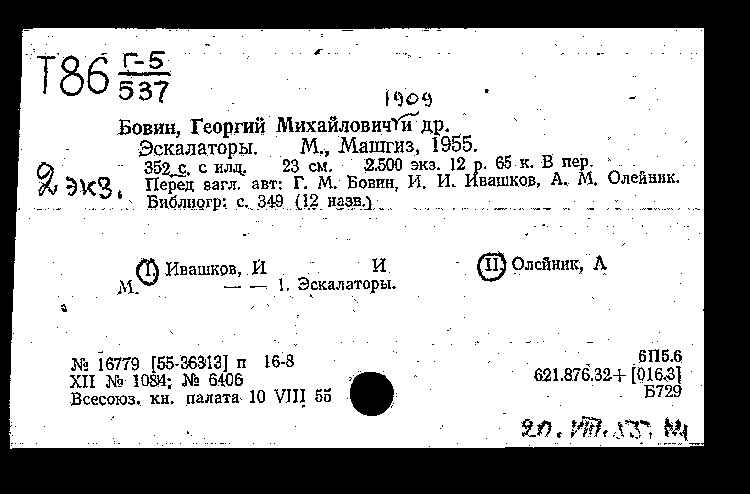 Т86 Г-5
537
1909
Бовин, Георгий Михайлович и др.
Эскалаторы. М., Машгиз, 1955.
352 с. с илл. 23 см. 2.500 экз. 12 р. 65 к. В пер.
2 экз.
Перед загл. авт: Г. М. Бовин, И. И. Ивашков, А. М. Олейник.
Библиогр: с. 349 (12 назв.)
I. Ивашков, И И II. Олейник, А
М. — — 1. Эскалаторы.
№ 16779 [55-36313] п 16-8
6П5.6
XII № 1084; № 6406
621.876.32+[016.3]
Всесоюз. кн. палата 10 VIII 55
Б729
20. VIII. 55.